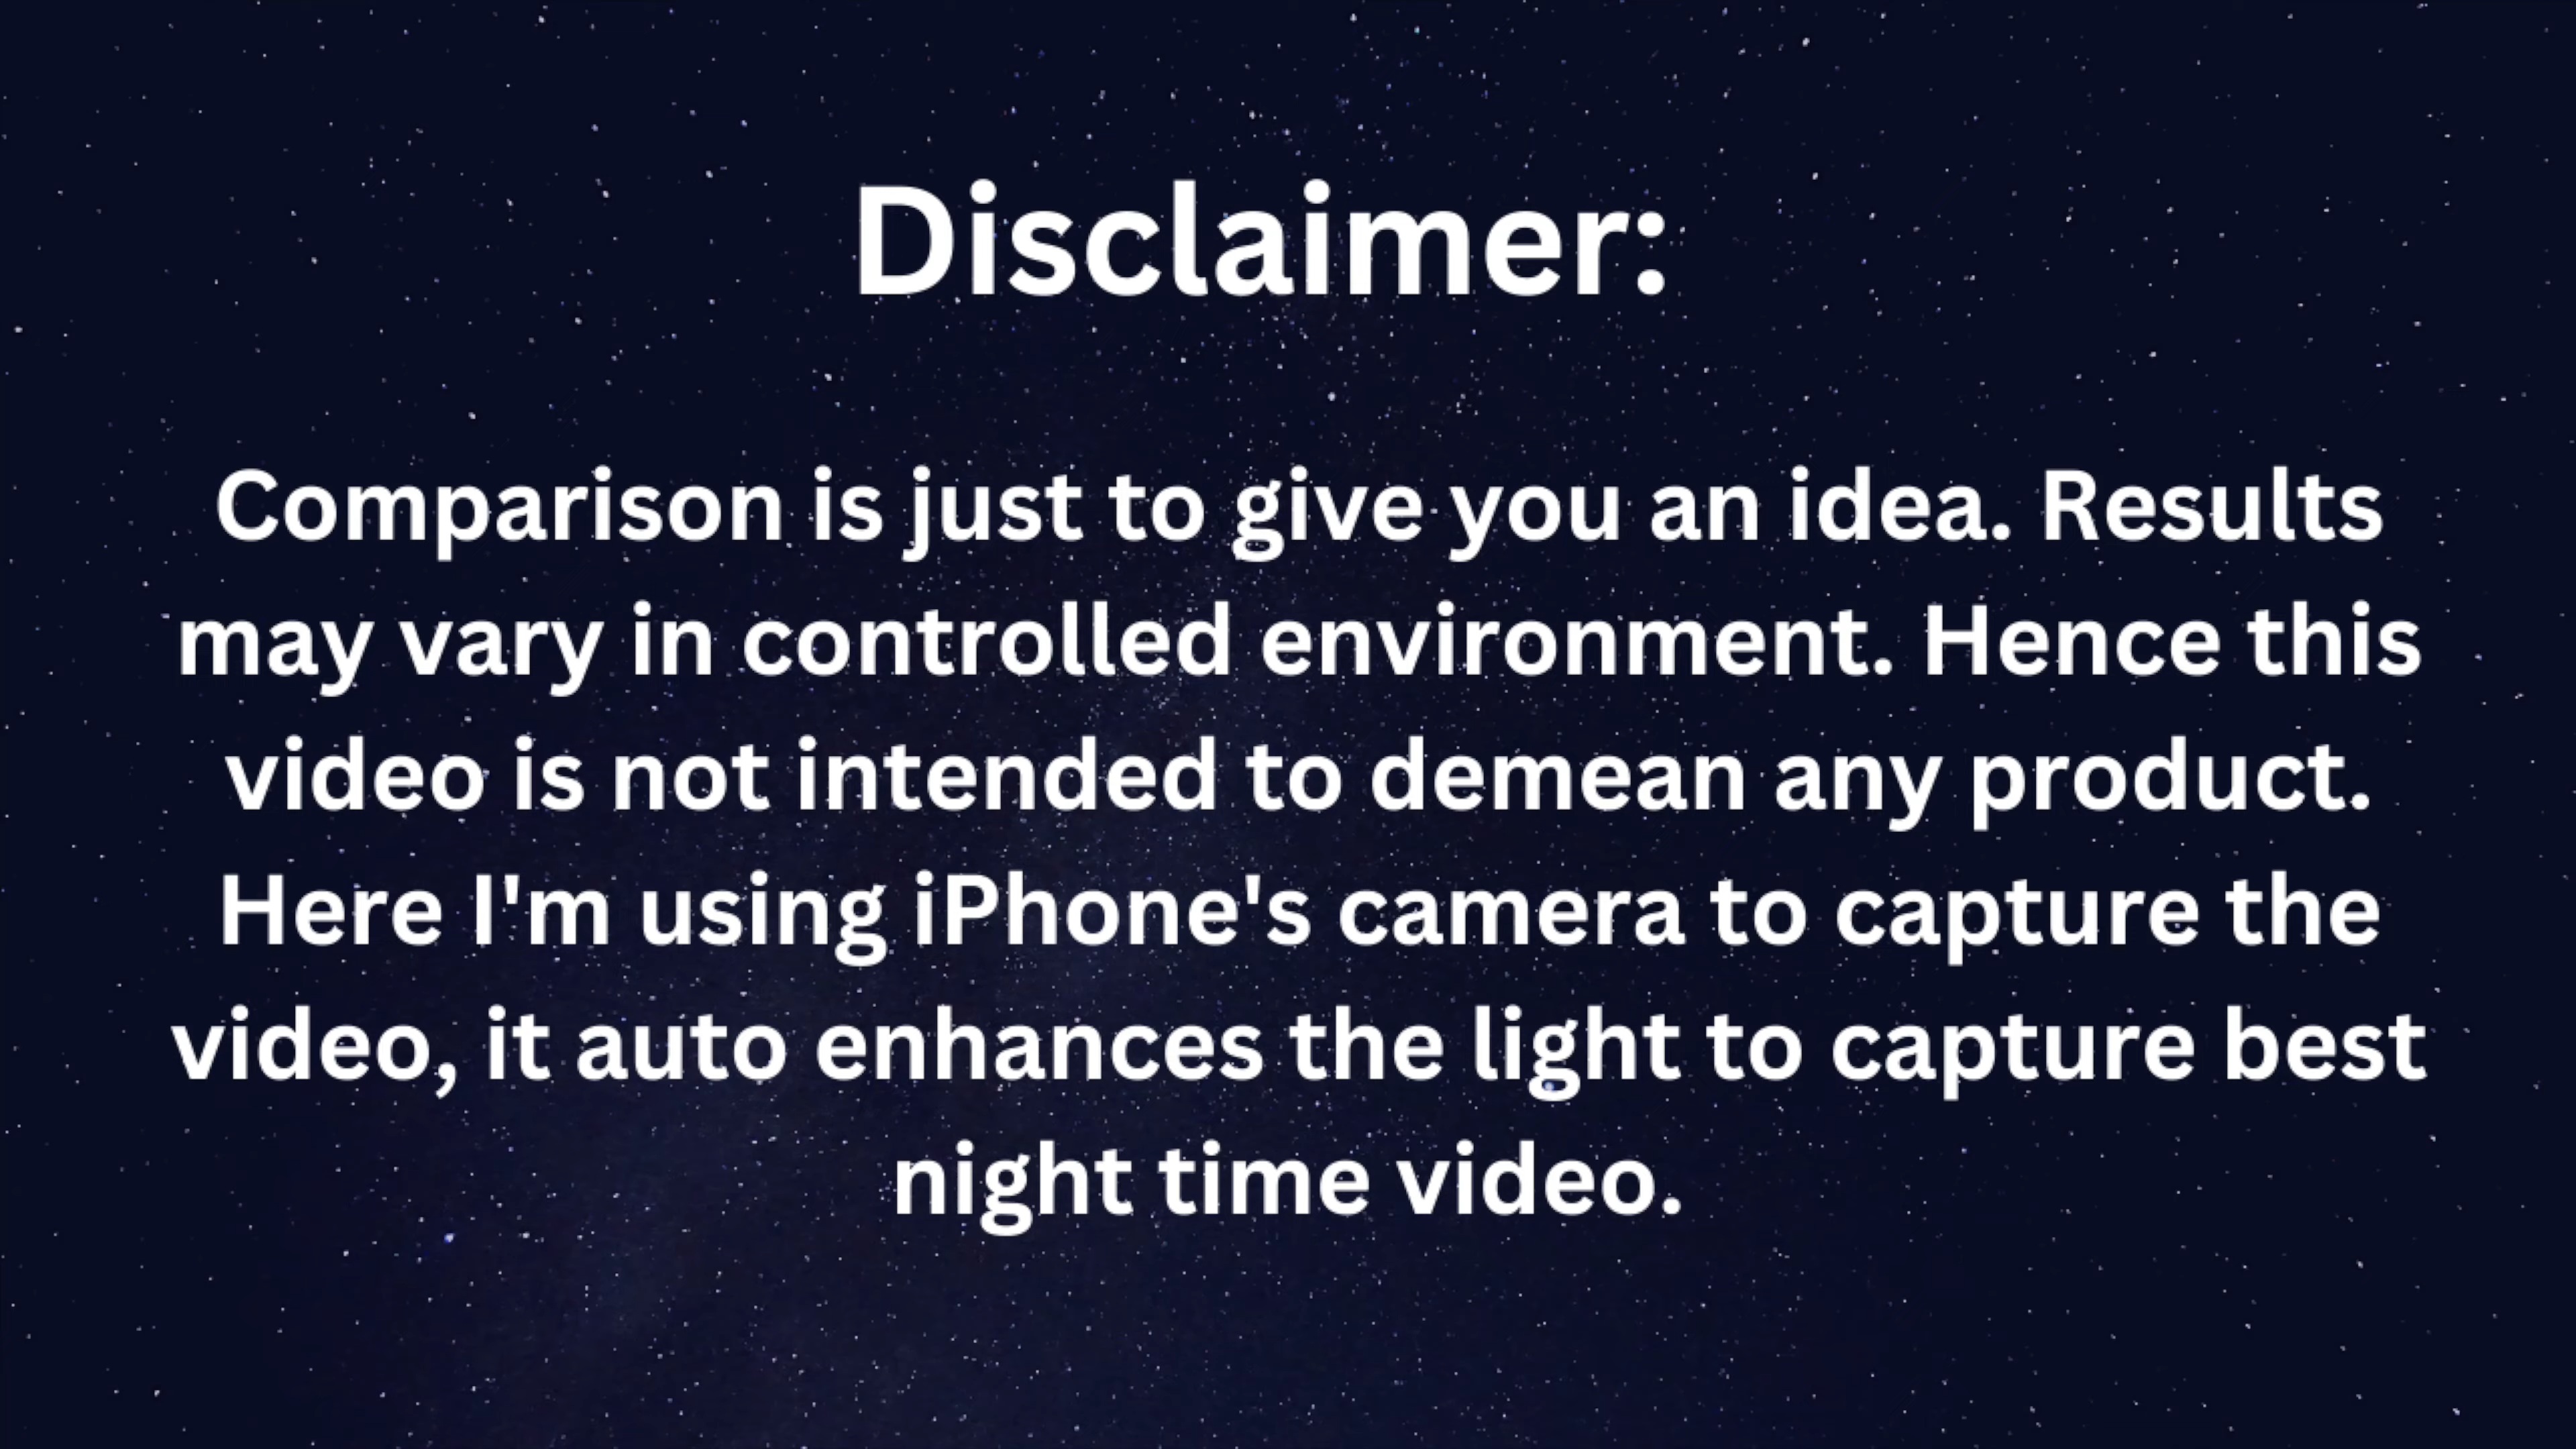 Disclaimer:
Comparison is just to give you an idea. Results
may vary in controlled environment. Hence this
video is not intended to demean any product.
Here I'm using iPhone's camera to capture the
video, it auto enhances the light to capture best
night time video.